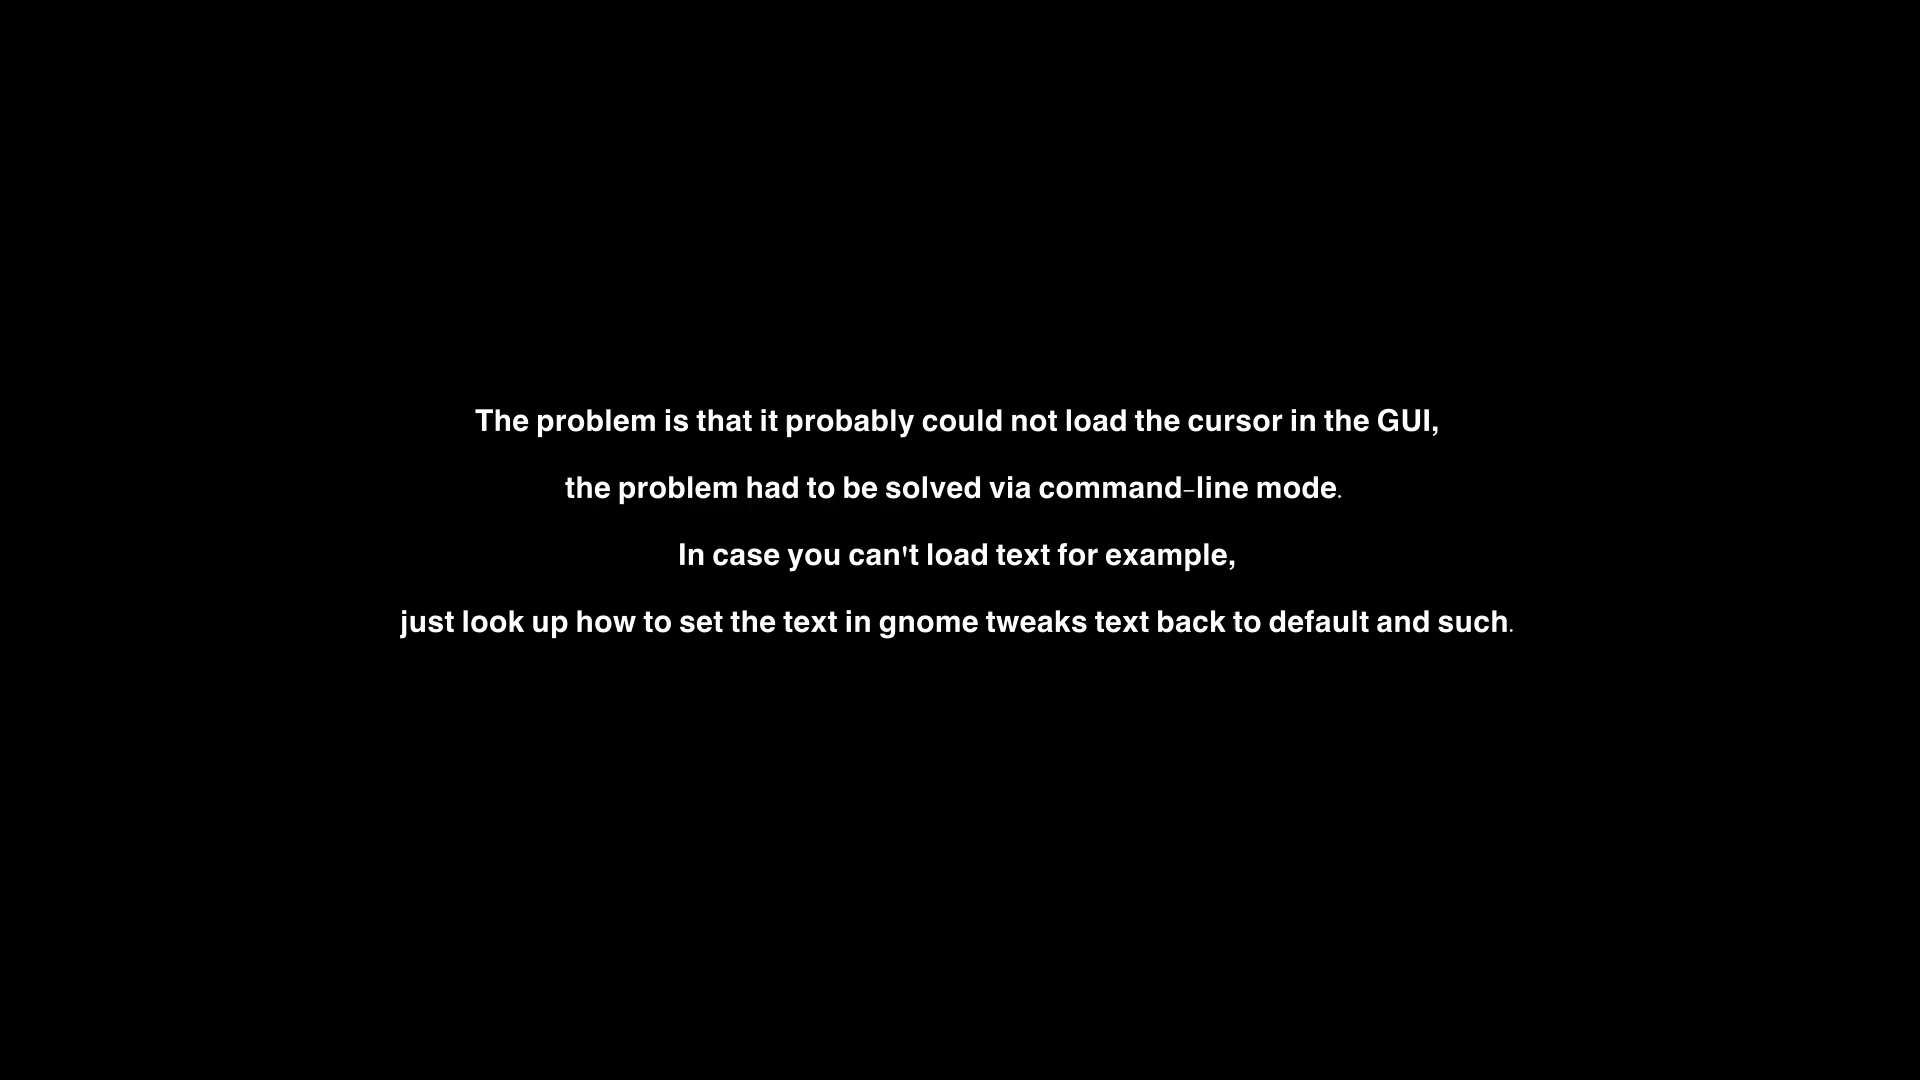 The problem is that it probably could not load the cursor in the GUI,
the problem had to be solved via command-line mode.
In case you can't load text for example,
just look up how to set the text in gnome tweaks text back to default and such.